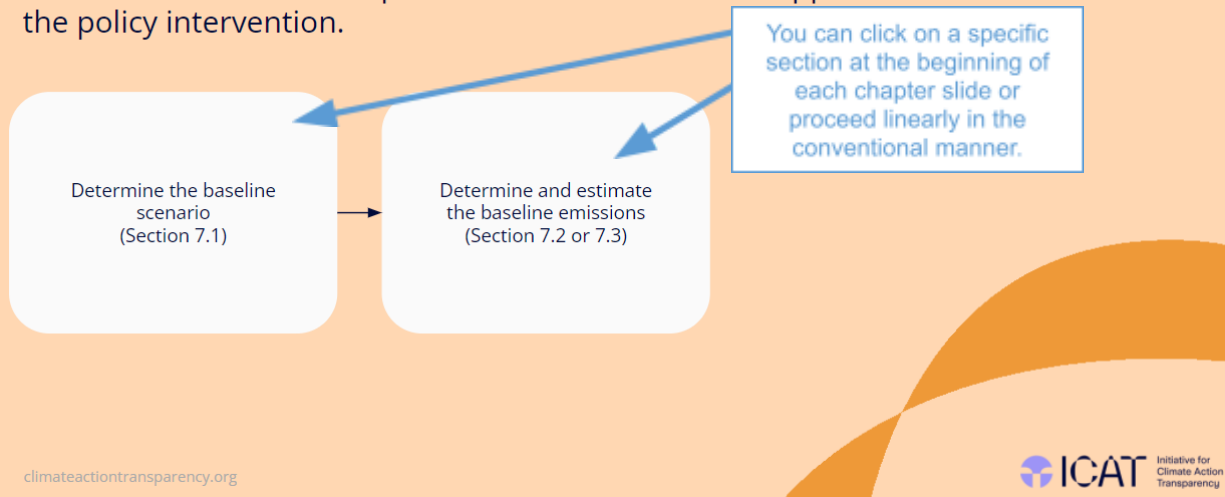 the policy intervention.
You can click on a specific
section at the beginning of
each chapter slide or
proceed linearly in the
conventional manner.
Determine the baseline
scenario
(Section 7.1)
Determine and estimate
the baseline emissions
(Section 7.2 or 7.3)
climateactiontransparency.org
ICAT
Initiative for
Climate Action
Transparency